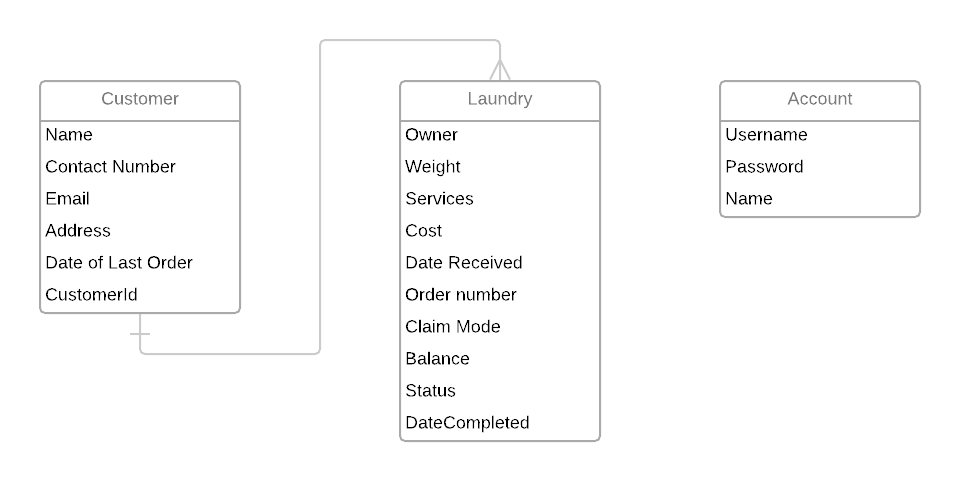 Customer
Name
Contact Number
Email
Address
Date of Last Order
CustomerId
Laundry
Owner
Weight
Services
Cost
Date Received
Order number
Claim Mode
Balance
Status
DateCompleted
Account
Username
Password
Name